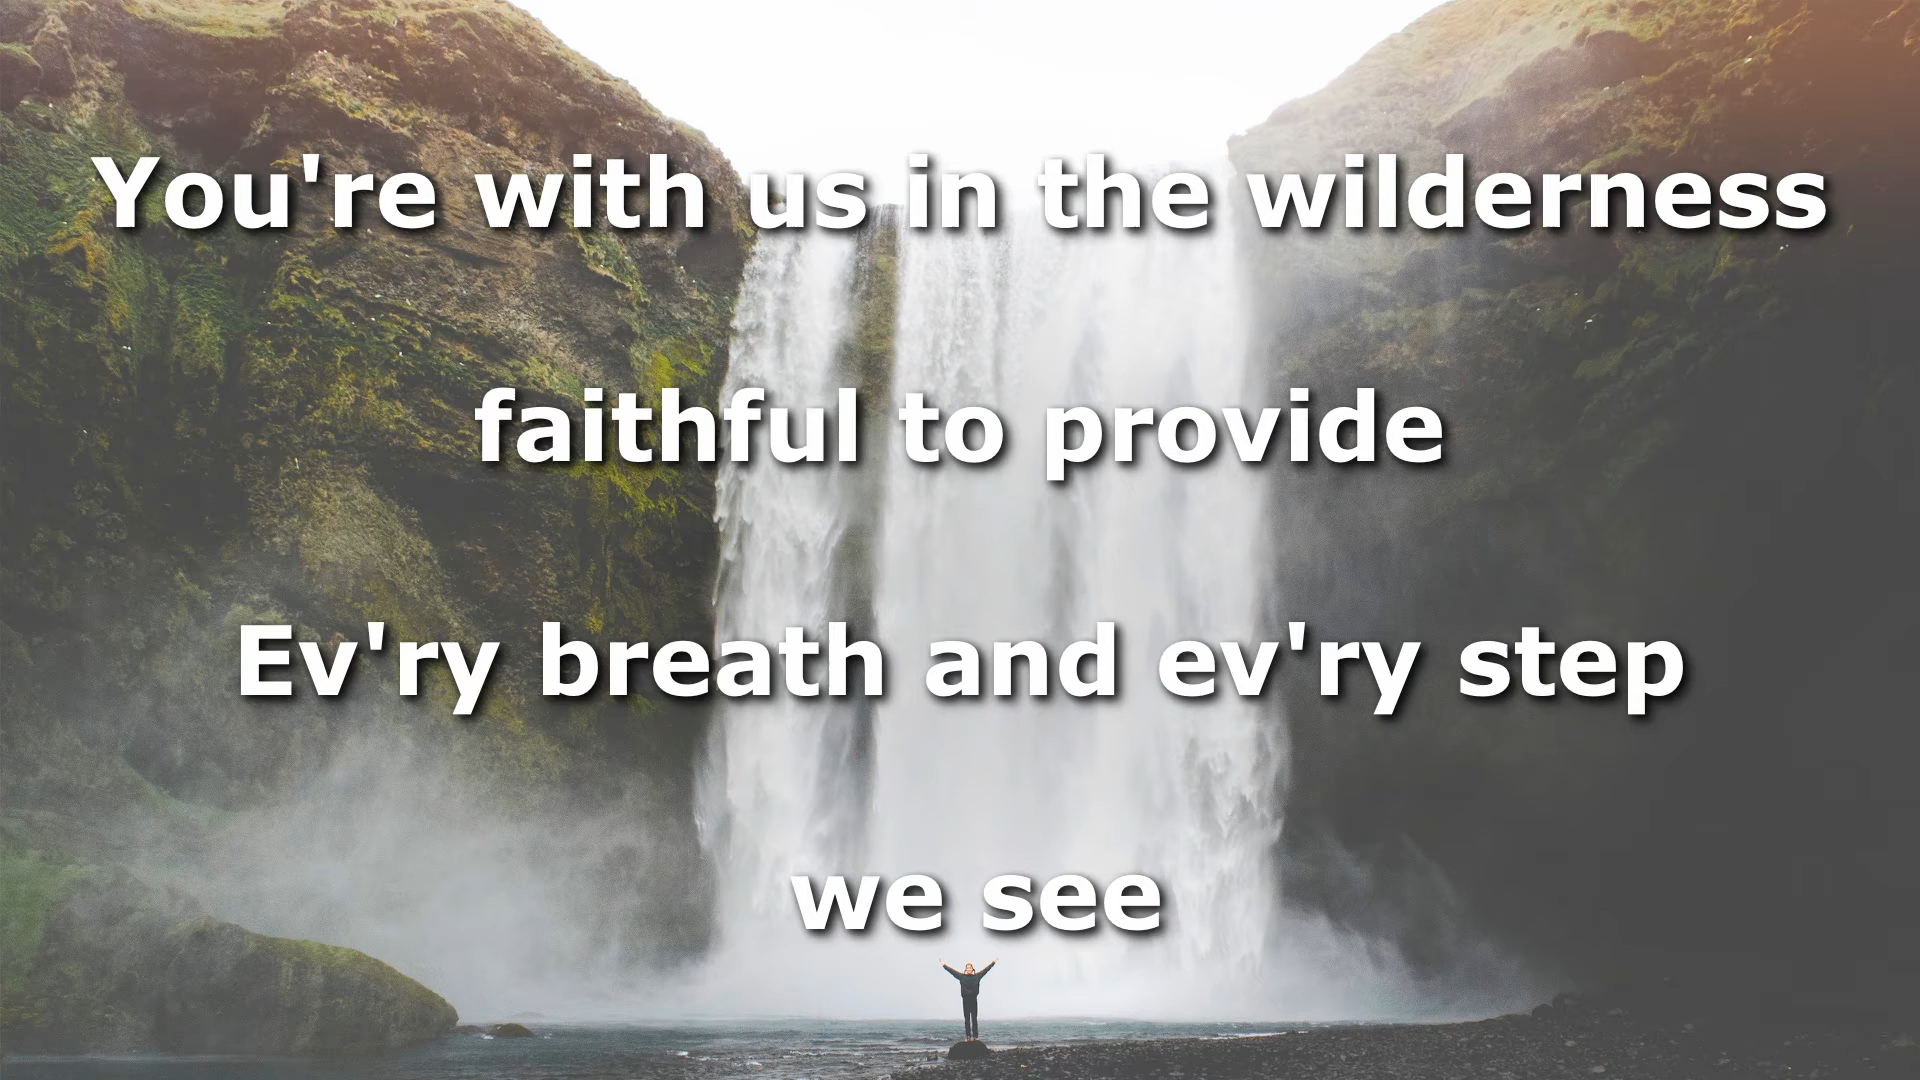 You're with us in the wilderness
faithful to provide
Ev'ry breath and ev'ry step
we see